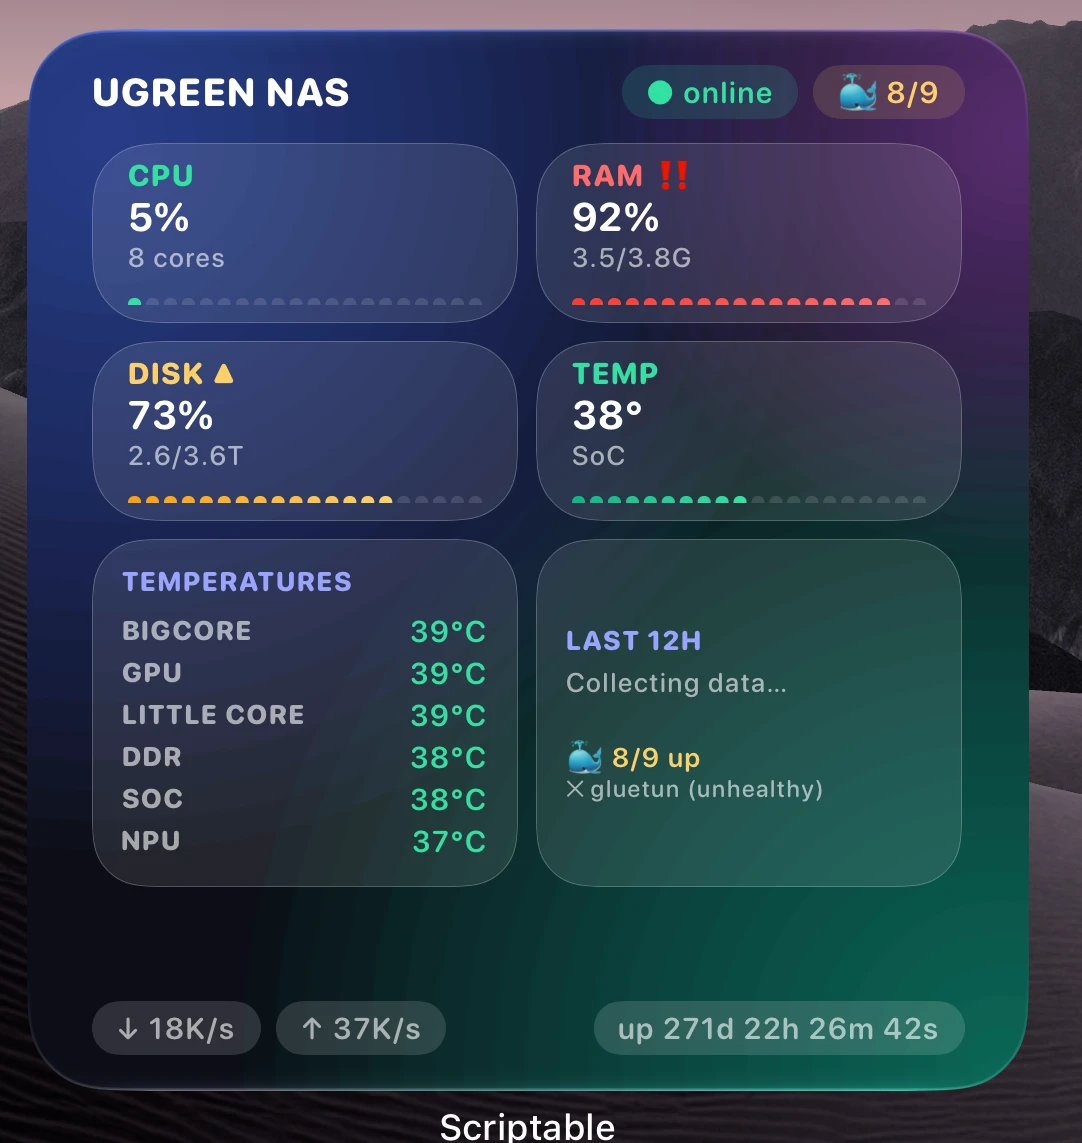 UGREEN NAS
online
🐳 8/9
CPU
5%
8 cores
RAM ‼️
92%
3.5/3.8G
DISK ▲
73%
2.6/3.6T
TEMP
38°
SoC
TEMPERATURES
BIGCORE 39°C
GPU 39°C
LITTLE CORE 39°C
DDR 38°C
SOC 38°C
NPU 37°C
LAST 12H
Collecting data...
🐳 8/9 up
✕ gluetun (unhealthy)
↓ 18K/s
↑ 37K/s
up 271d 22h 26m 42s
Scriptable